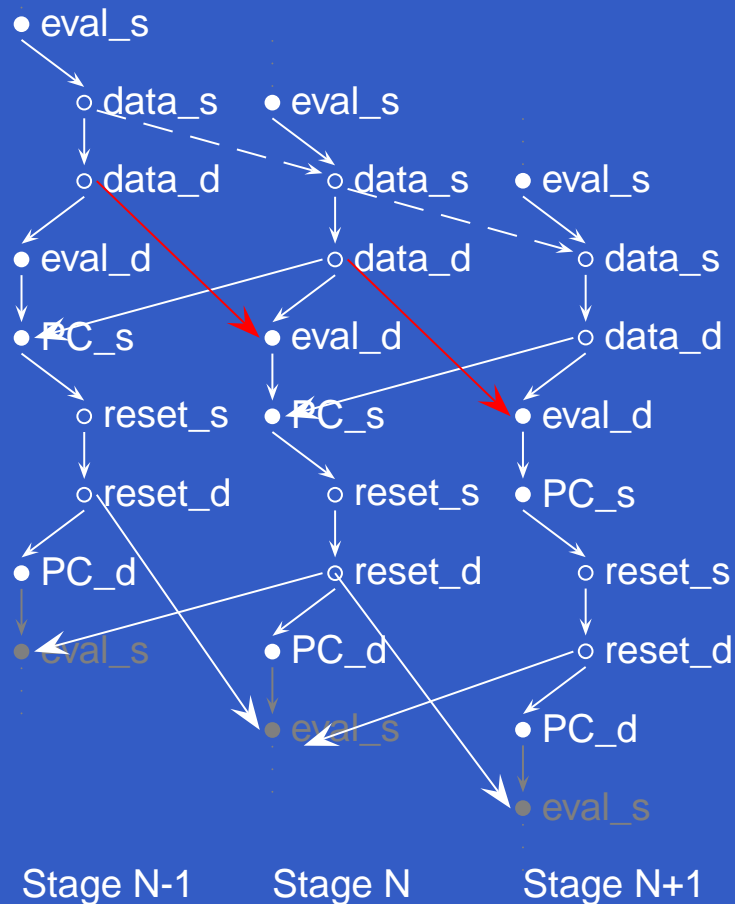 eval_s
data_s
eval_s
data_d
data_s
eval_s
eval_d
data_d
data_s
PC_s
eval_d
data_d
reset_s
PC_s
eval_d
reset_d
reset_s
PC_s
PC_d
reset_d
reset_s
eval_s
PC_d
reset_d
eval_s
PC_d
eval_s
Stage N-1
Stage N
Stage N+1